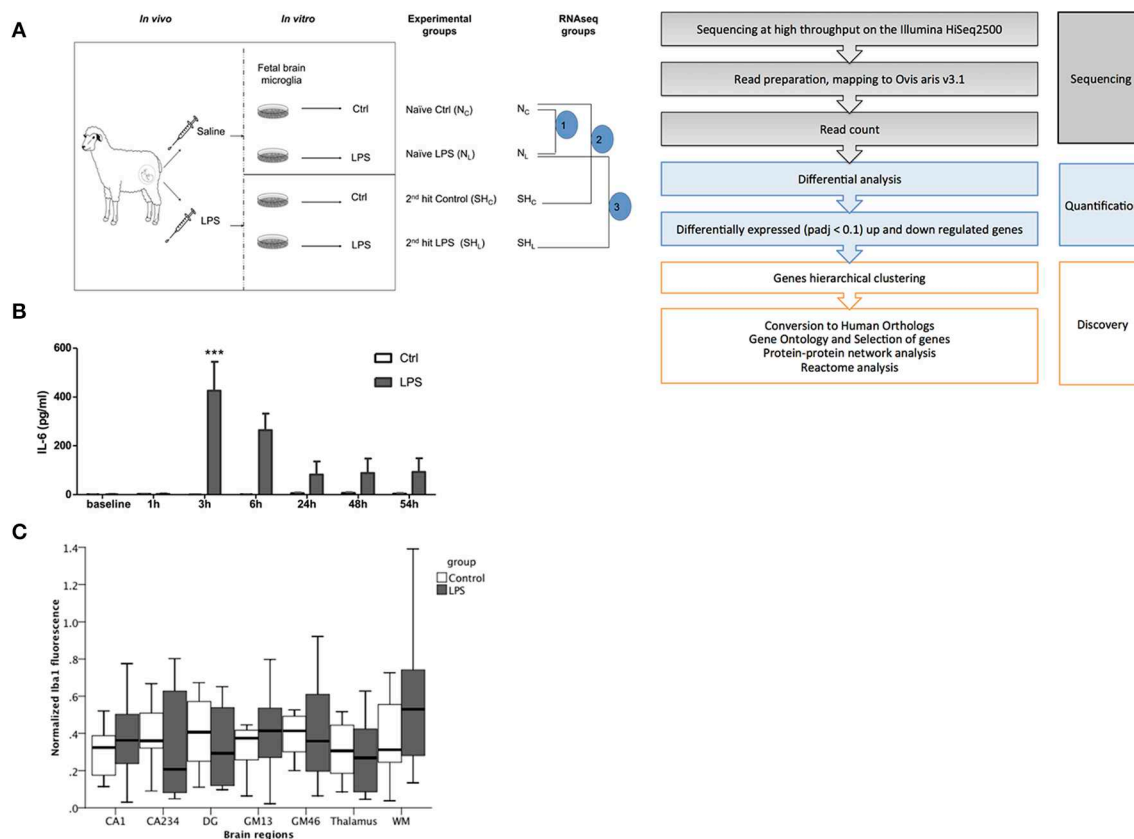 A
In vivo
In vitro
Experimental groups
RNAseq groups
Fetal brain microglia
Saline
LPS
Ctrl
LPS
Ctrl
LPS
Naïve Ctrl (NC)
Naïve LPS (NL)
2nd hit Control (SHC)
2nd hit LPS (SHL)
NC
NL
SHC
SHL
1
2
3
Sequencing at high throughput on the Illumina HiSeq2500
Read preparation, mapping to Ovis aris v3.1
Read count
Sequencing
Differential analysis
Differentially expressed (padj < 0.1) up and down regulated genes
Quantification
Genes hierarchical clustering
Conversion to Human Orthologs
Gene Ontology and Selection of genes
Protein-protein network analysis
Reactome analysis
Discovery
B
IL-6 (pg/ml)
600
400
200
0
***
Ctrl
LPS
baseline 1h 3h 6h 24h 48h 54h
C
Normalized Iba1 fluorescence
1.4
1.2
1.0
.8
.6
.4
.2
.0
group
Control
LPS
CA1 CA234 DG GM13 GM46 Thalamus WM
Brain regions